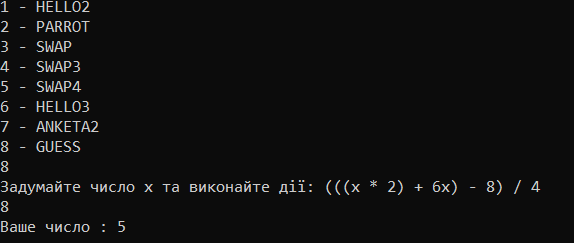 1 - HELLO2
2 - PARROT
3 - SWAP
4 - SWAP3
5 - SWAP4
6 - HELLO3
7 - ANKETA2
8 - GUESS
8
Задумайте число x та виконайте дії: (((x * 2) + 6x) - 8) / 4
8
Ваше число : 5